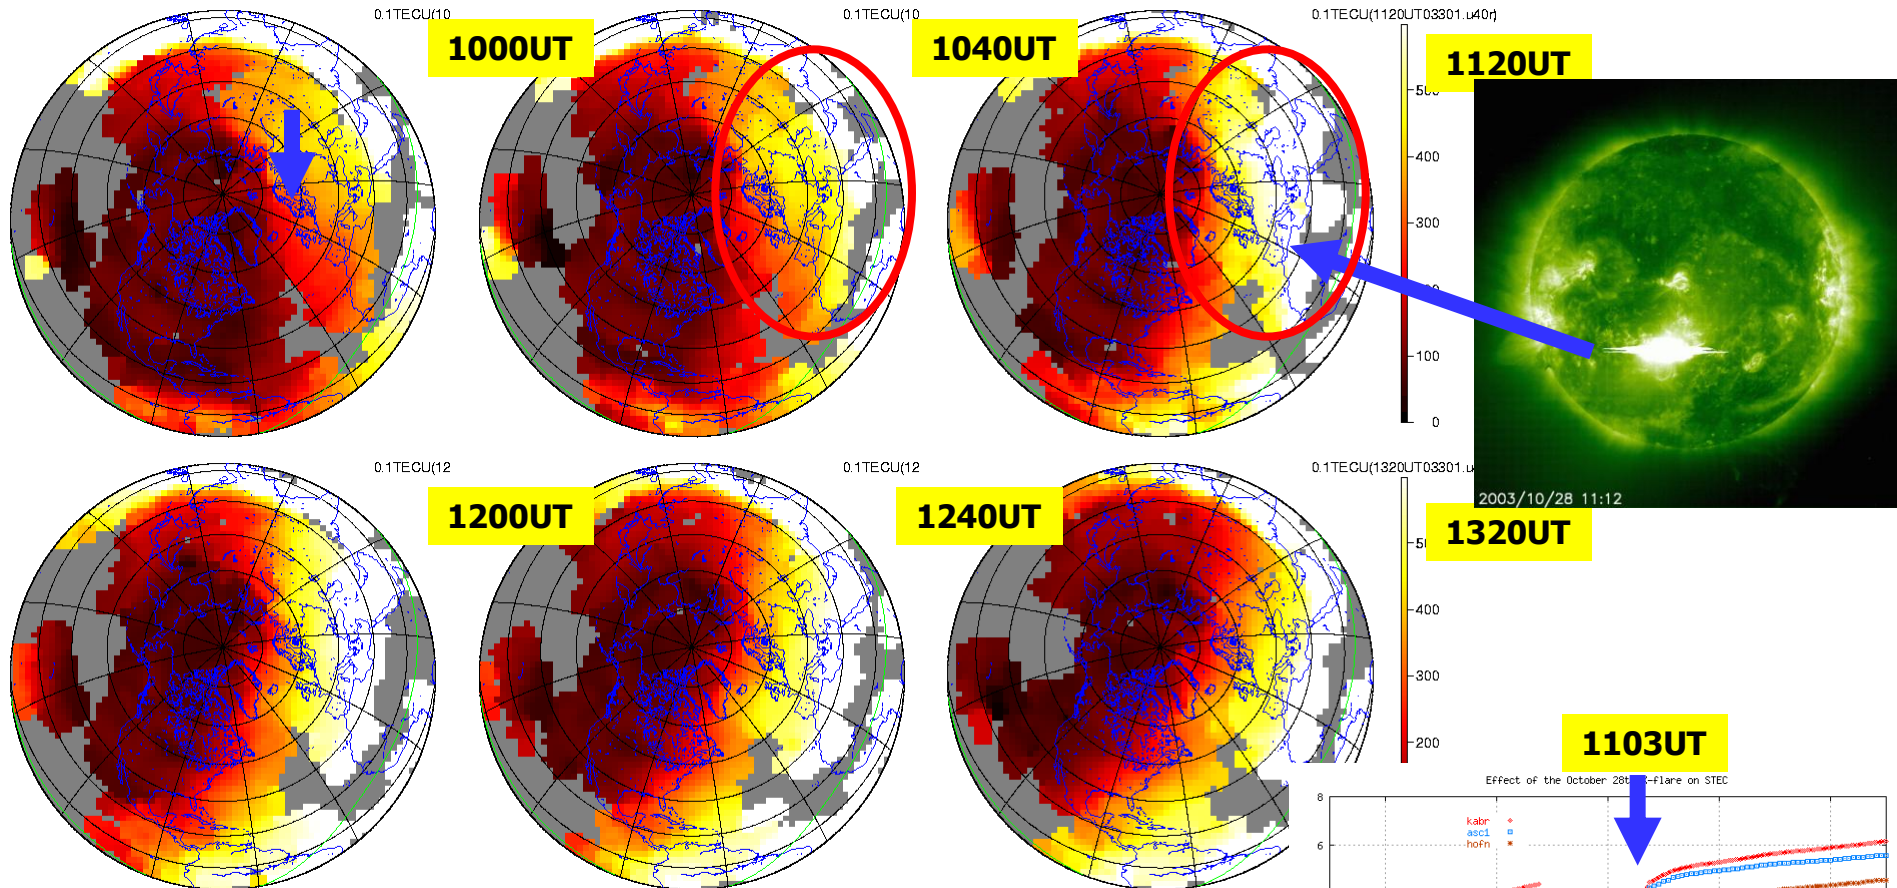 0.1TECU(10
1000UT
0.1TECU(10
1040UT
0.1TECU(1120UT03301.u40r)
1120UT
400
300
100
0
2003/10/28 11:12
0.1TECU(12
1200UT
0.1TECU(12
1240UT
0.1TECU(1320UT03301.u
1320UT
400
300
200
1103UT
Effect of the October 28t -flare on STEC
8
6
kabr
asc1
hofn